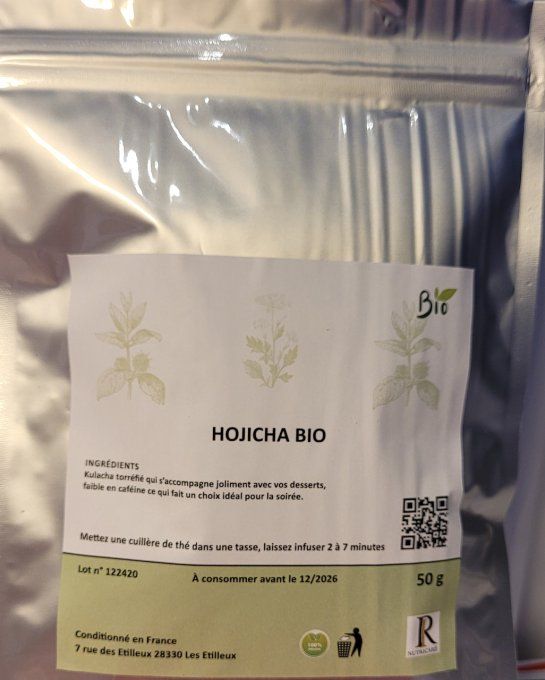 Bio
HOJICHA BIO
INGRÉDIENTS
Kulacha torréfié qui s'accompagne joliment avec vos desserts,
faible en caféine ce qui fait un choix idéal pour la soirée.
Mettez une cuillère de thé dans une tasse, laissez infuser 2 à 7 minutes
Lot n° 122420
À consommer avant le 12/2026
50 g
Conditionné en France
7 rue des Etilleux 28330 Les Etilleux
100%
R